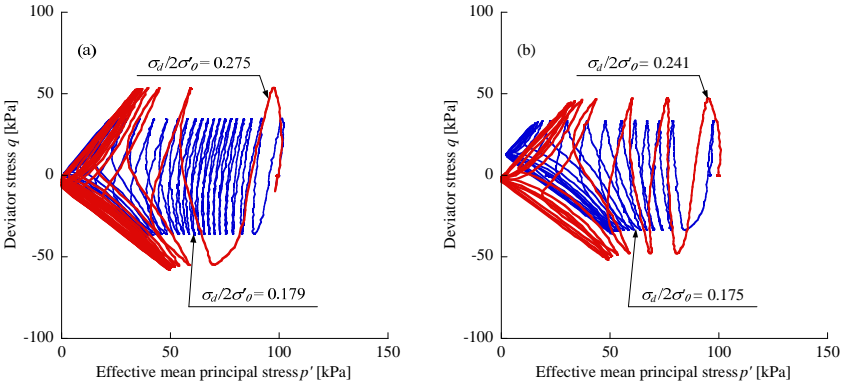 100
(a)
σd/2σ'0 = 0.275
50
0
-50
σd/2σ'0 = 0.179
-100
0 50 100 150
Deviator stress q [kPa]
Effective mean principal stress p' [kPa]
100
(b)
σd/2σ'0 = 0.241
50
0
-50
σd/2σ'0 = 0.175
-100
0 50 100 150
Deviator stress q [kPa]
Effective mean principal stress p' [kPa]